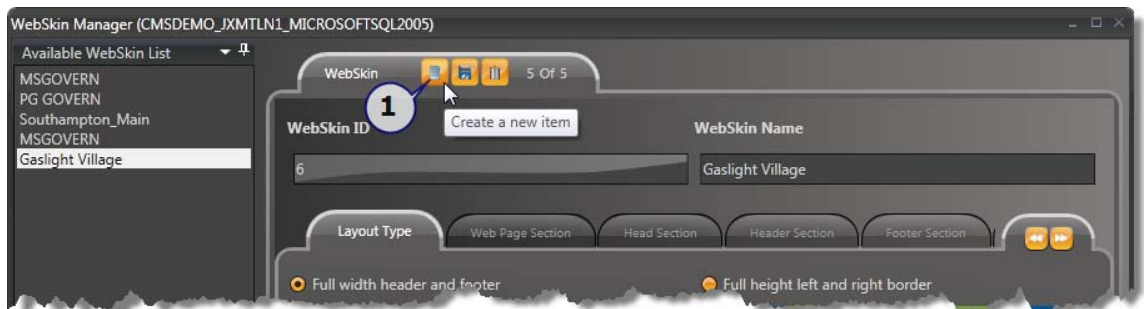 WebSkin Manager (CMSDEMO_JXMTLN1_MICROSOFTSQL2005)
Available WebSkin List
MSGOVERN
PG GOVERN
Southampton_Main
MSGOVERN
Gaslight Village
WebSkin 5 Of 5
1
Create a new item
WebSkin ID WebSkin Name
6 Gaslight Village
Layout Type Web Page Section Head Section Header Section Footer Section
Full width header and footer Full height left and right border